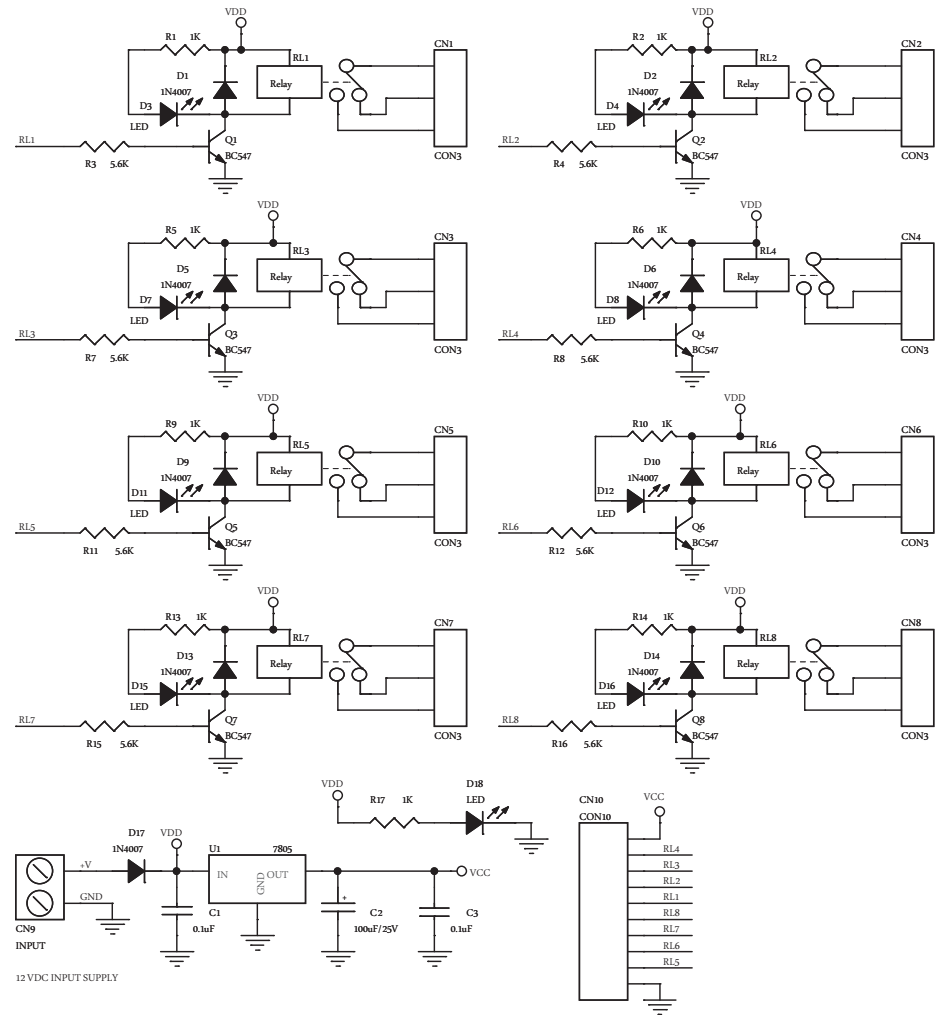 VDD
R1 1K
CN1
RL1
D1
1N4007
Relay
D3
LED
RL1
Q1
BC547
R3 5.6K
CON3
VDD
R2 1K
CN2
RL2
D2
1N4007
Relay
D4
LED
RL2
Q2
BC547
R4 5.6K
CON3
VDD
R5 1K
CN3
RL3
D5
1N4007
Relay
D7
LED
RL3
Q3
BC547
R7 5.6K
CON3
VDD
R6 1K
CN4
RL4
D6
1N4007
Relay
D8
LED
RL4
Q4
BC547
R8 5.6K
CON3
VDD
R9 1K
CN5
RL5
D9
1N4007
Relay
D11
LED
RL5
Q5
BC547
R11 5.6K
CON3
VDD
R10 1K
CN6
RL6
D10
1N4007
Relay
D12
LED
RL6
Q6
BC547
R12 5.6K
CON3
VDD
R13 1K
CN7
RL7
D13
1N4007
Relay
D15
LED
RL7
Q7
BC547
R15 5.6K
CON3
VDD
R14 1K
CN8
RL8
D14
1N4007
Relay
D16
LED
RL8
Q8
BC547
R16 5.6K
CON3
VDD
R17 1K
D18
LED
D17
1N4007
VDD
U1 7805
+V
IN
GND
OUT
VCC
GND
CN9
INPUT
C1
0.1uF
+
C2
100uF/25V
C3
0.1uF
12 VDC INPUT SUPPLY
CN10
CON10
VCC
RL4
RL3
RL2
RL1
RL8
RL7
RL6
RL5